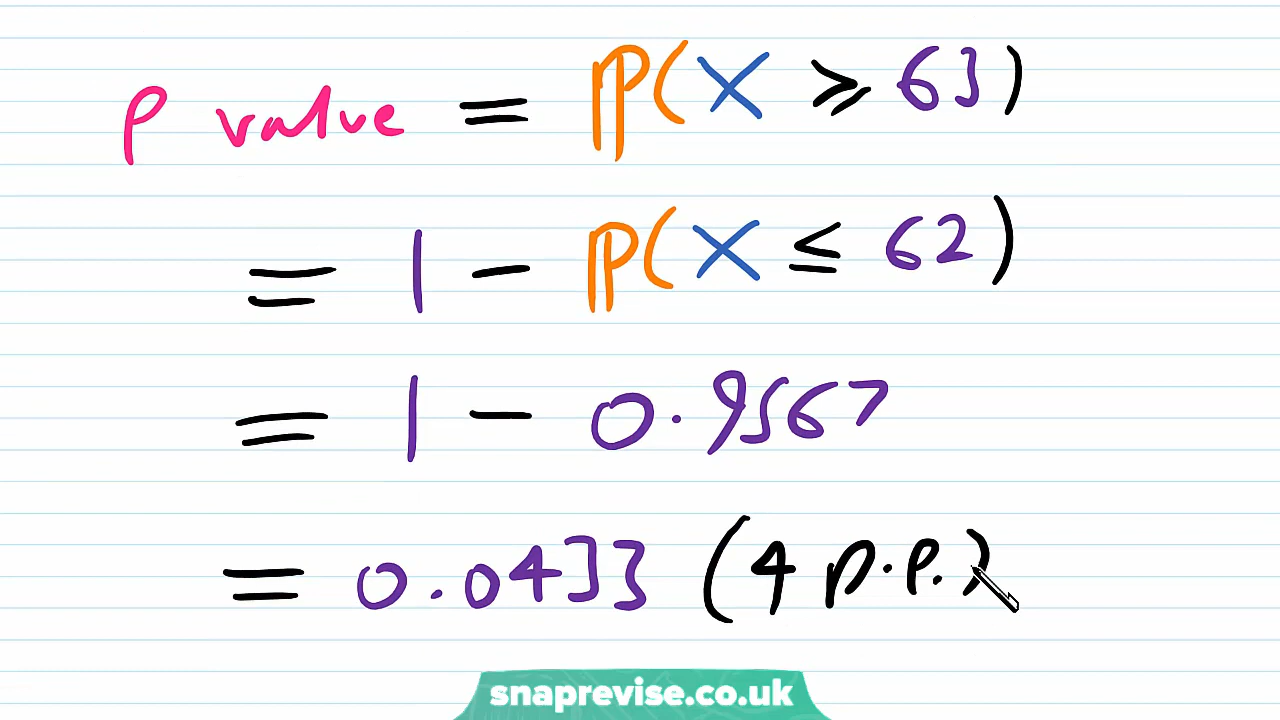 p value = ℙ(X ⩾ 63)
= 1 − ℙ(X ≤ 62)
= 1 − 0.9567
= 0.0433 (4 D.P.)
snaprevise.co.uk